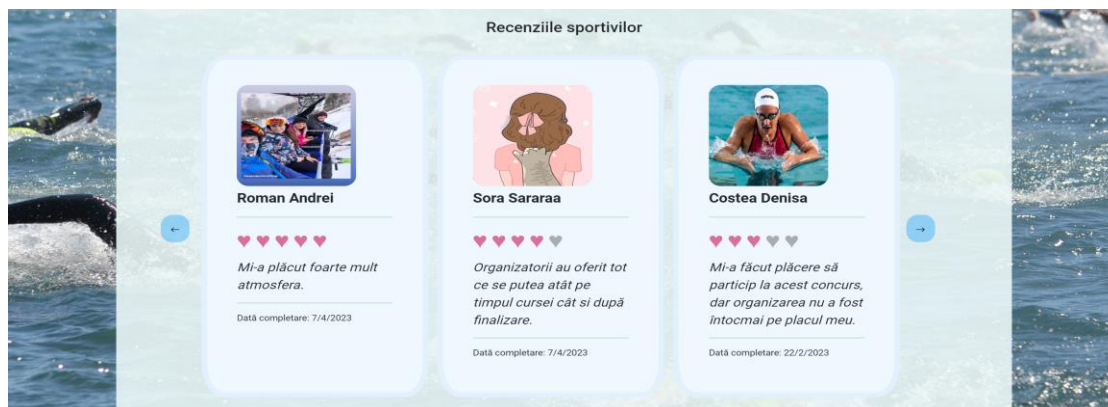 Recenziile sportivilor
Roman Andrei
Mi-a plăcut foarte mult
atmosfera.
Dată completare: 7/4/2023
Sora Sararaa
Organizatorii au oferit tot
ce se putea atât pe
timpul cursei cât si după
finalizare.
Dată completare: 7/4/2023
Costea Denisa
Mi-a făcut plăcere să
particip la acest concurs,
dar organizarea nu a fost
întocmai pe placul meu.
Dată completare: 22/2/2023
←
→